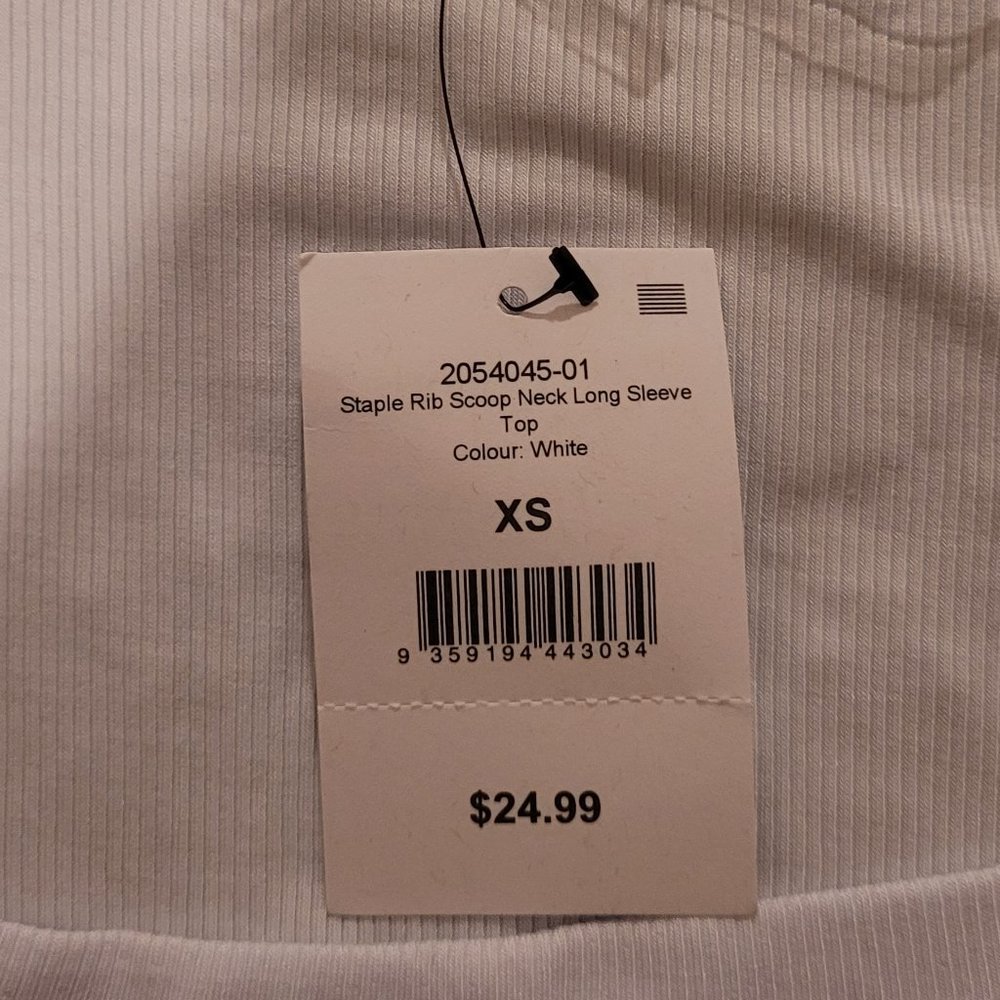 2054045-01
Staple Rib Scoop Neck Long Sleeve
Top
Colour: White
XS
9 359194 443034
$24.99